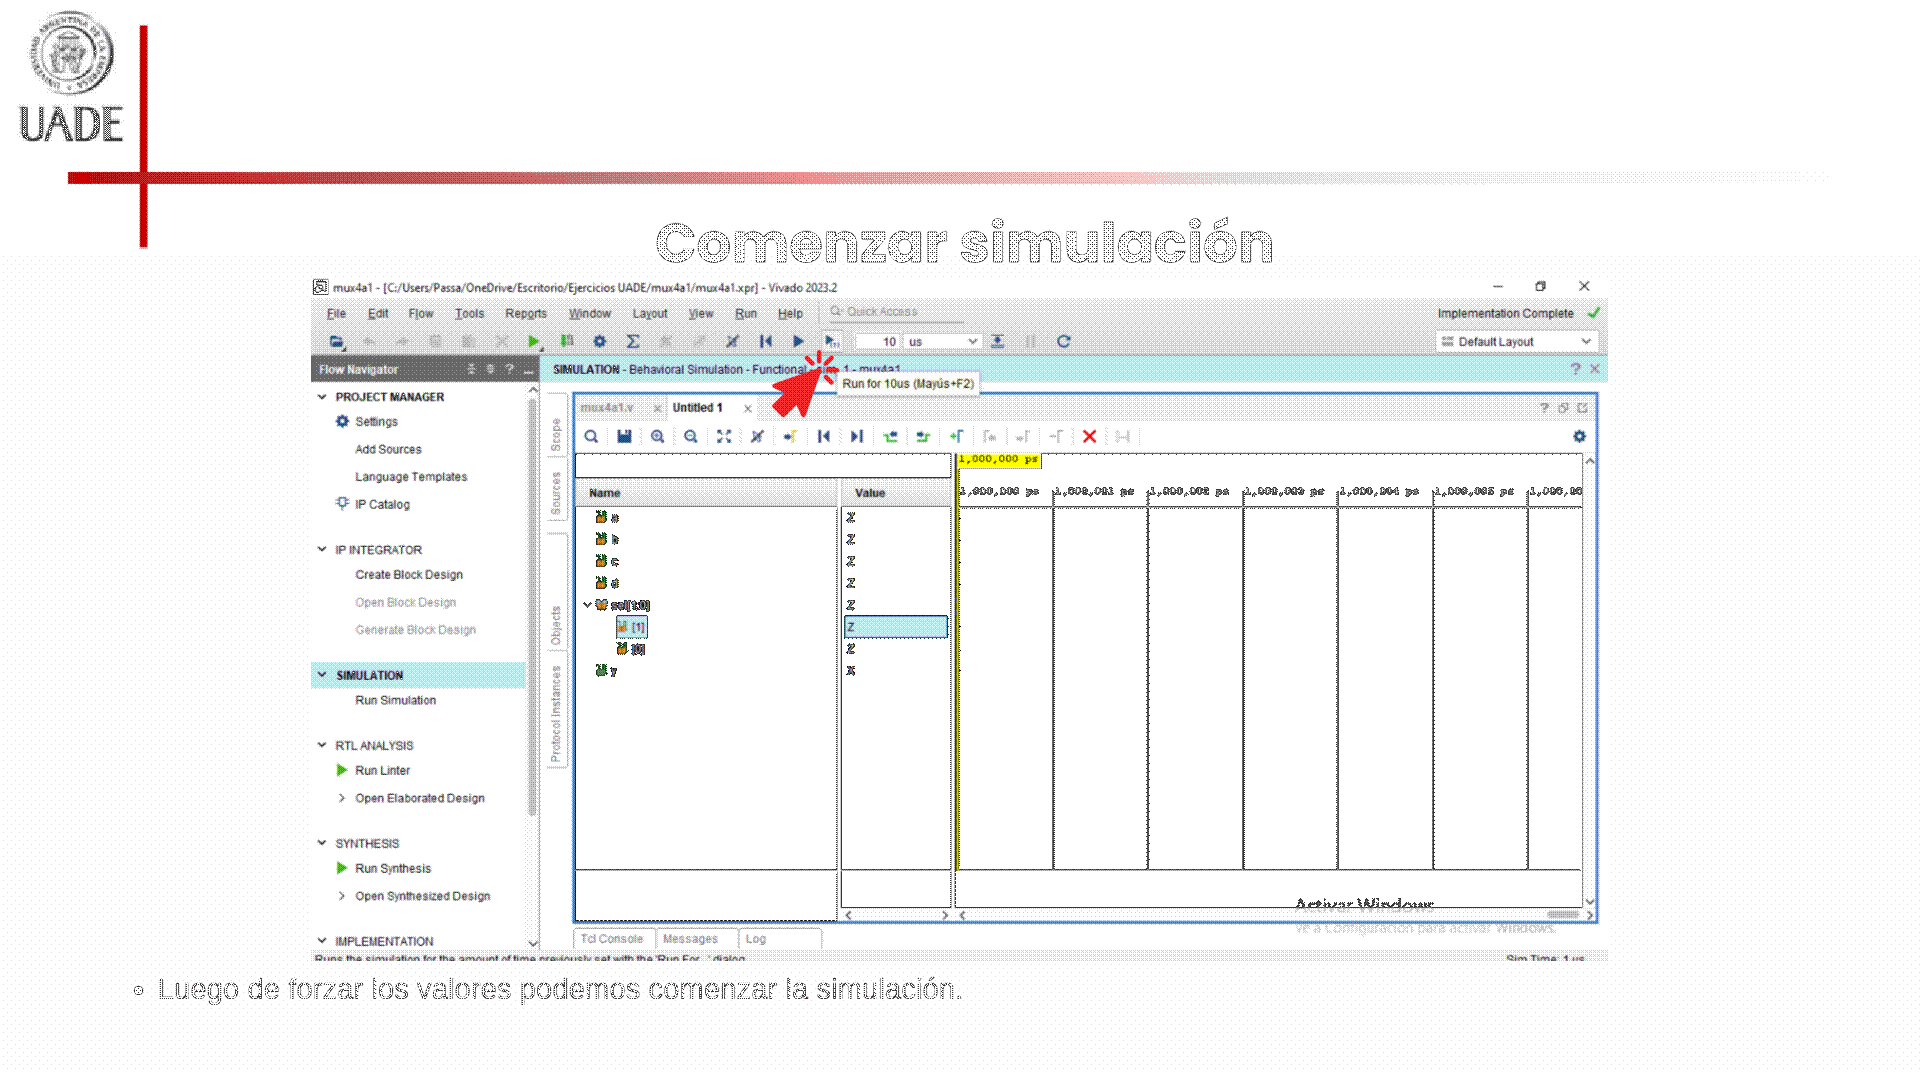 UADE
Comenzar simulación
mux4a1 - [C:/Users/Passa/OneDrive/Escritorio/Ejercicios UADE/mux4a1/mux4a1.xpr] - Vivado 2023.2
File Edit Flow Tools Reports Window Layout View Run Help Quick Access Implementation Complete
10 us Default Layout
Flow Navigator
SIMULATION - Behavioral Simulation - Functional - sim_1 - mux4a1
Run for 10us (Mayús+F2)
PROJECT MANAGER
Settings
Add Sources
Language Templates
IP Catalog
IP INTEGRATOR
Create Block Design
Open Block Design
Generate Block Design
SIMULATION
Run Simulation
RTL ANALYSIS
Run Linter
Open Elaborated Design
SYNTHESIS
Run Synthesis
Open Synthesized Design
IMPLEMENTATION
Scope
Sources
Objects
Protocol Instances
mux4a1.v Untitled 1
1,000,000 ps
Name Value
1,000,000 ps 1,000,001 ps 1,000,002 ps 1,000,003 ps 1,000,004 ps 1,000,005 ps
a Z
b Z
c Z
d Z
sel[1:0] Z
[1] Z
[0] Z
y X
Activar Windows
Ve a Configuración para activar Windows.
Tcl Console Messages Log
Runs the simulation for the amount of time previously set with the 'Run For...' dialog
Sim Time: 1 us
• Luego de forzar los valores podemos comenzar la simulación.